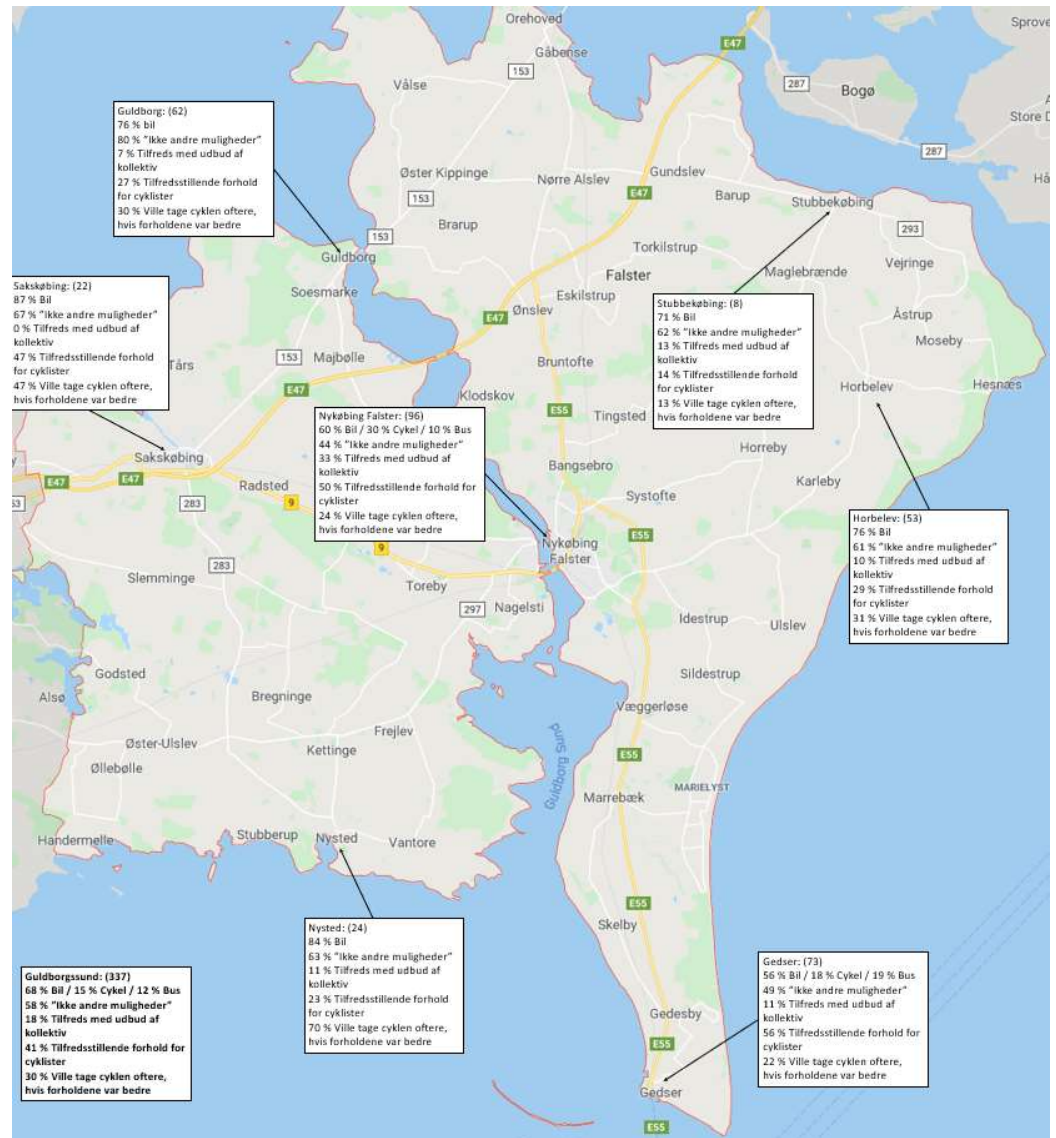 Orehoved
Sprove
E47
Gåbense
153
287
Vålse
Bogø
Store D
287
Guldborg: (62)
76 % bil
80 % "Ikke andre muligheder"
7 % Tilfreds med udbud af
kollektiv
27 % Tilfredsstillende forhold
for cyklister
30 % Ville tage cyklen oftere,
hvis forholdene var bedre
Øster Kippinge
Nørre Alslev
Gundslev
E47
Barup
Stubbekøbing
153
Brarup
153
293
Guldborg
Torkilstrup
Maglebrænde
Vejringe
Falster
Soesmarke
Eskilstrup
Ønslev
E47
Åstrup
Moseby
Sakskøbing: (22)
87 % Bil
67 % "Ikke andre muligheder"
0 % Tilfreds med udbud af
kollektiv
47 % Tilfredsstillende forhold
for cyklister
47 % Ville tage cyklen oftere,
hvis forholdene var bedre
Stubbekøbing: (8)
71 % Bil
62 % "Ikke andre muligheder"
13 % Tilfreds med udbud af
kollektiv
14 % Tilfredsstillende forhold
for cyklister
13 % Ville tage cyklen oftere,
hvis forholdene var bedre
153
Majbølle
Tårs
Bruntofte
E47
Klodskov
Horbelev
Hesnæs
E55
Tingsted
Nykøbing Falster: (96)
60 % Bil / 30 % Cykel / 10 % Bus
44 % "Ikke andre muligheder"
33 % Tilfreds med udbud af
kollektiv
50 % Tilfredsstillende forhold for
cyklister
24 % Ville tage cyklen oftere,
hvis forholdene var bedre
Horreby
Sakskøbing
Bangsebro
E47
E47
Radsted
Karleby
283
9
Systofte
E55
Nykøbing
Falster
9
Horbelev: (53)
76 % Bil
61 % "Ikke andre muligheder"
10 % Tilfreds med udbud af
kollektiv
29 % Tilfredsstillende forhold
for cyklister
31 % Ville tage cyklen oftere,
hvis forholdene var bedre
283
Slemminge
Toreby
297
Nagelsti
Idestrup
Ulslev
Godsted
Sildestrup
Alsø
Bregninge
Væggerløse
Frejlev
Øster-Ulslev
Kettinge
Guldborg Sund
E55
Øllebølle
MARIELYST
Marrebæk
Handermelle
Stubberup
Nysted
Vantore
E55
Skelby
Nysted: (24)
84 % Bil
63 % "Ikke andre muligheder"
11 % Tilfreds med udbud af
kollektiv
23 % Tilfredsstillende forhold
for cyklister
70 % Ville tage cyklen oftere,
hvis forholdene var bedre
Guldborgssund: (337)
68 % Bil / 15 % Cykel / 12 % Bus
58 % "Ikke andre muligheder"
18 % Tilfreds med udbud af
kollektiv
41 % Tilfredsstillende forhold for
cyklister
30 % Ville tage cyklen oftere,
hvis forholdene var bedre
Gedser: (73)
56 % Bil / 18 % Cykel / 19 % Bus
49 % "Ikke andre muligheder"
11 % Tilfreds med udbud af
kollektiv
56 % Tilfredsstillende forhold for
cyklister
22 % Ville tage cyklen oftere,
hvis forholdene var bedre
Gedesby
E55
Gedser
E55